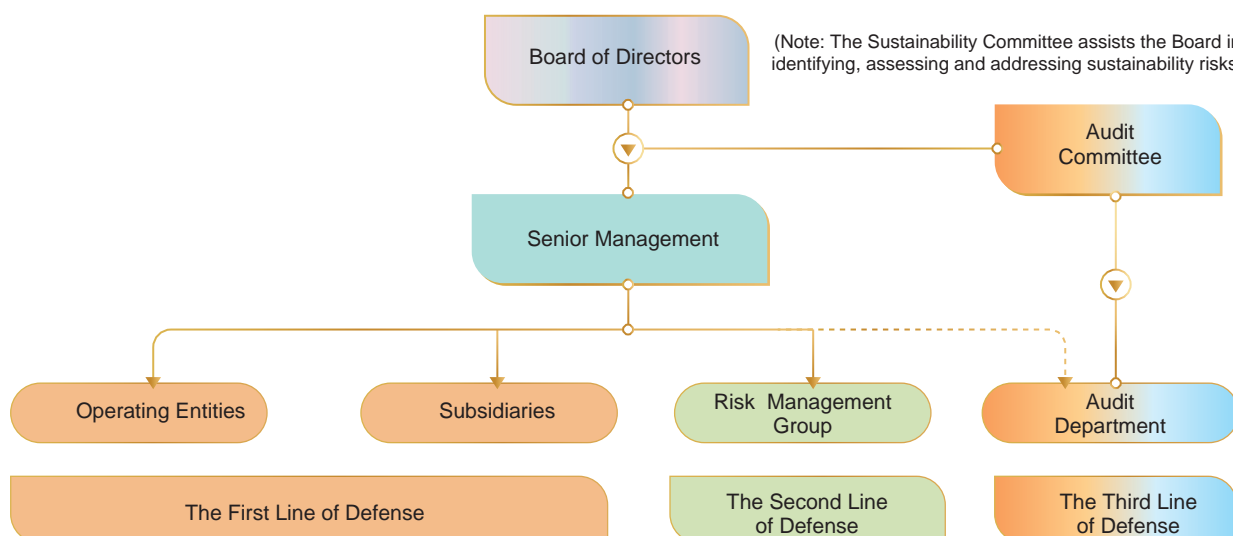 Board of Directors
(Note: The Sustainability Committee assists the Board in
identifying, assessing and addressing sustainability risks
Audit
Committee
Senior Management
Operating Entities
Subsidiaries
Risk Management
Group
Audit
Department
The First Line of Defense
The Second Line
of Defense
The Third Line
of Defense